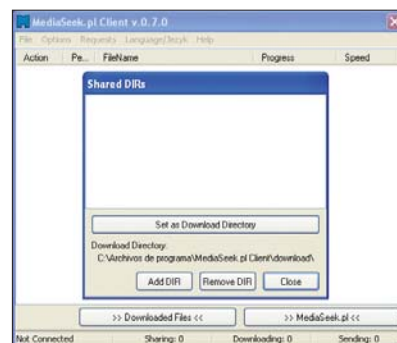 MediaSeek.pl Client v.0.7.0
File Options Requests Language/Jezyk Help
Action Pe... FileName Progress Speed
Shared DIRs
Set as Download Directory
Download Directory:
C:\Archivos de programa\MediaSeek.pl Client\download\
Add DIR Remove DIR Close
>> Downloaded Files << >> MediaSeek.pl <<
Not Connected Sharing: 0 Downloading: 0 Sending: 0